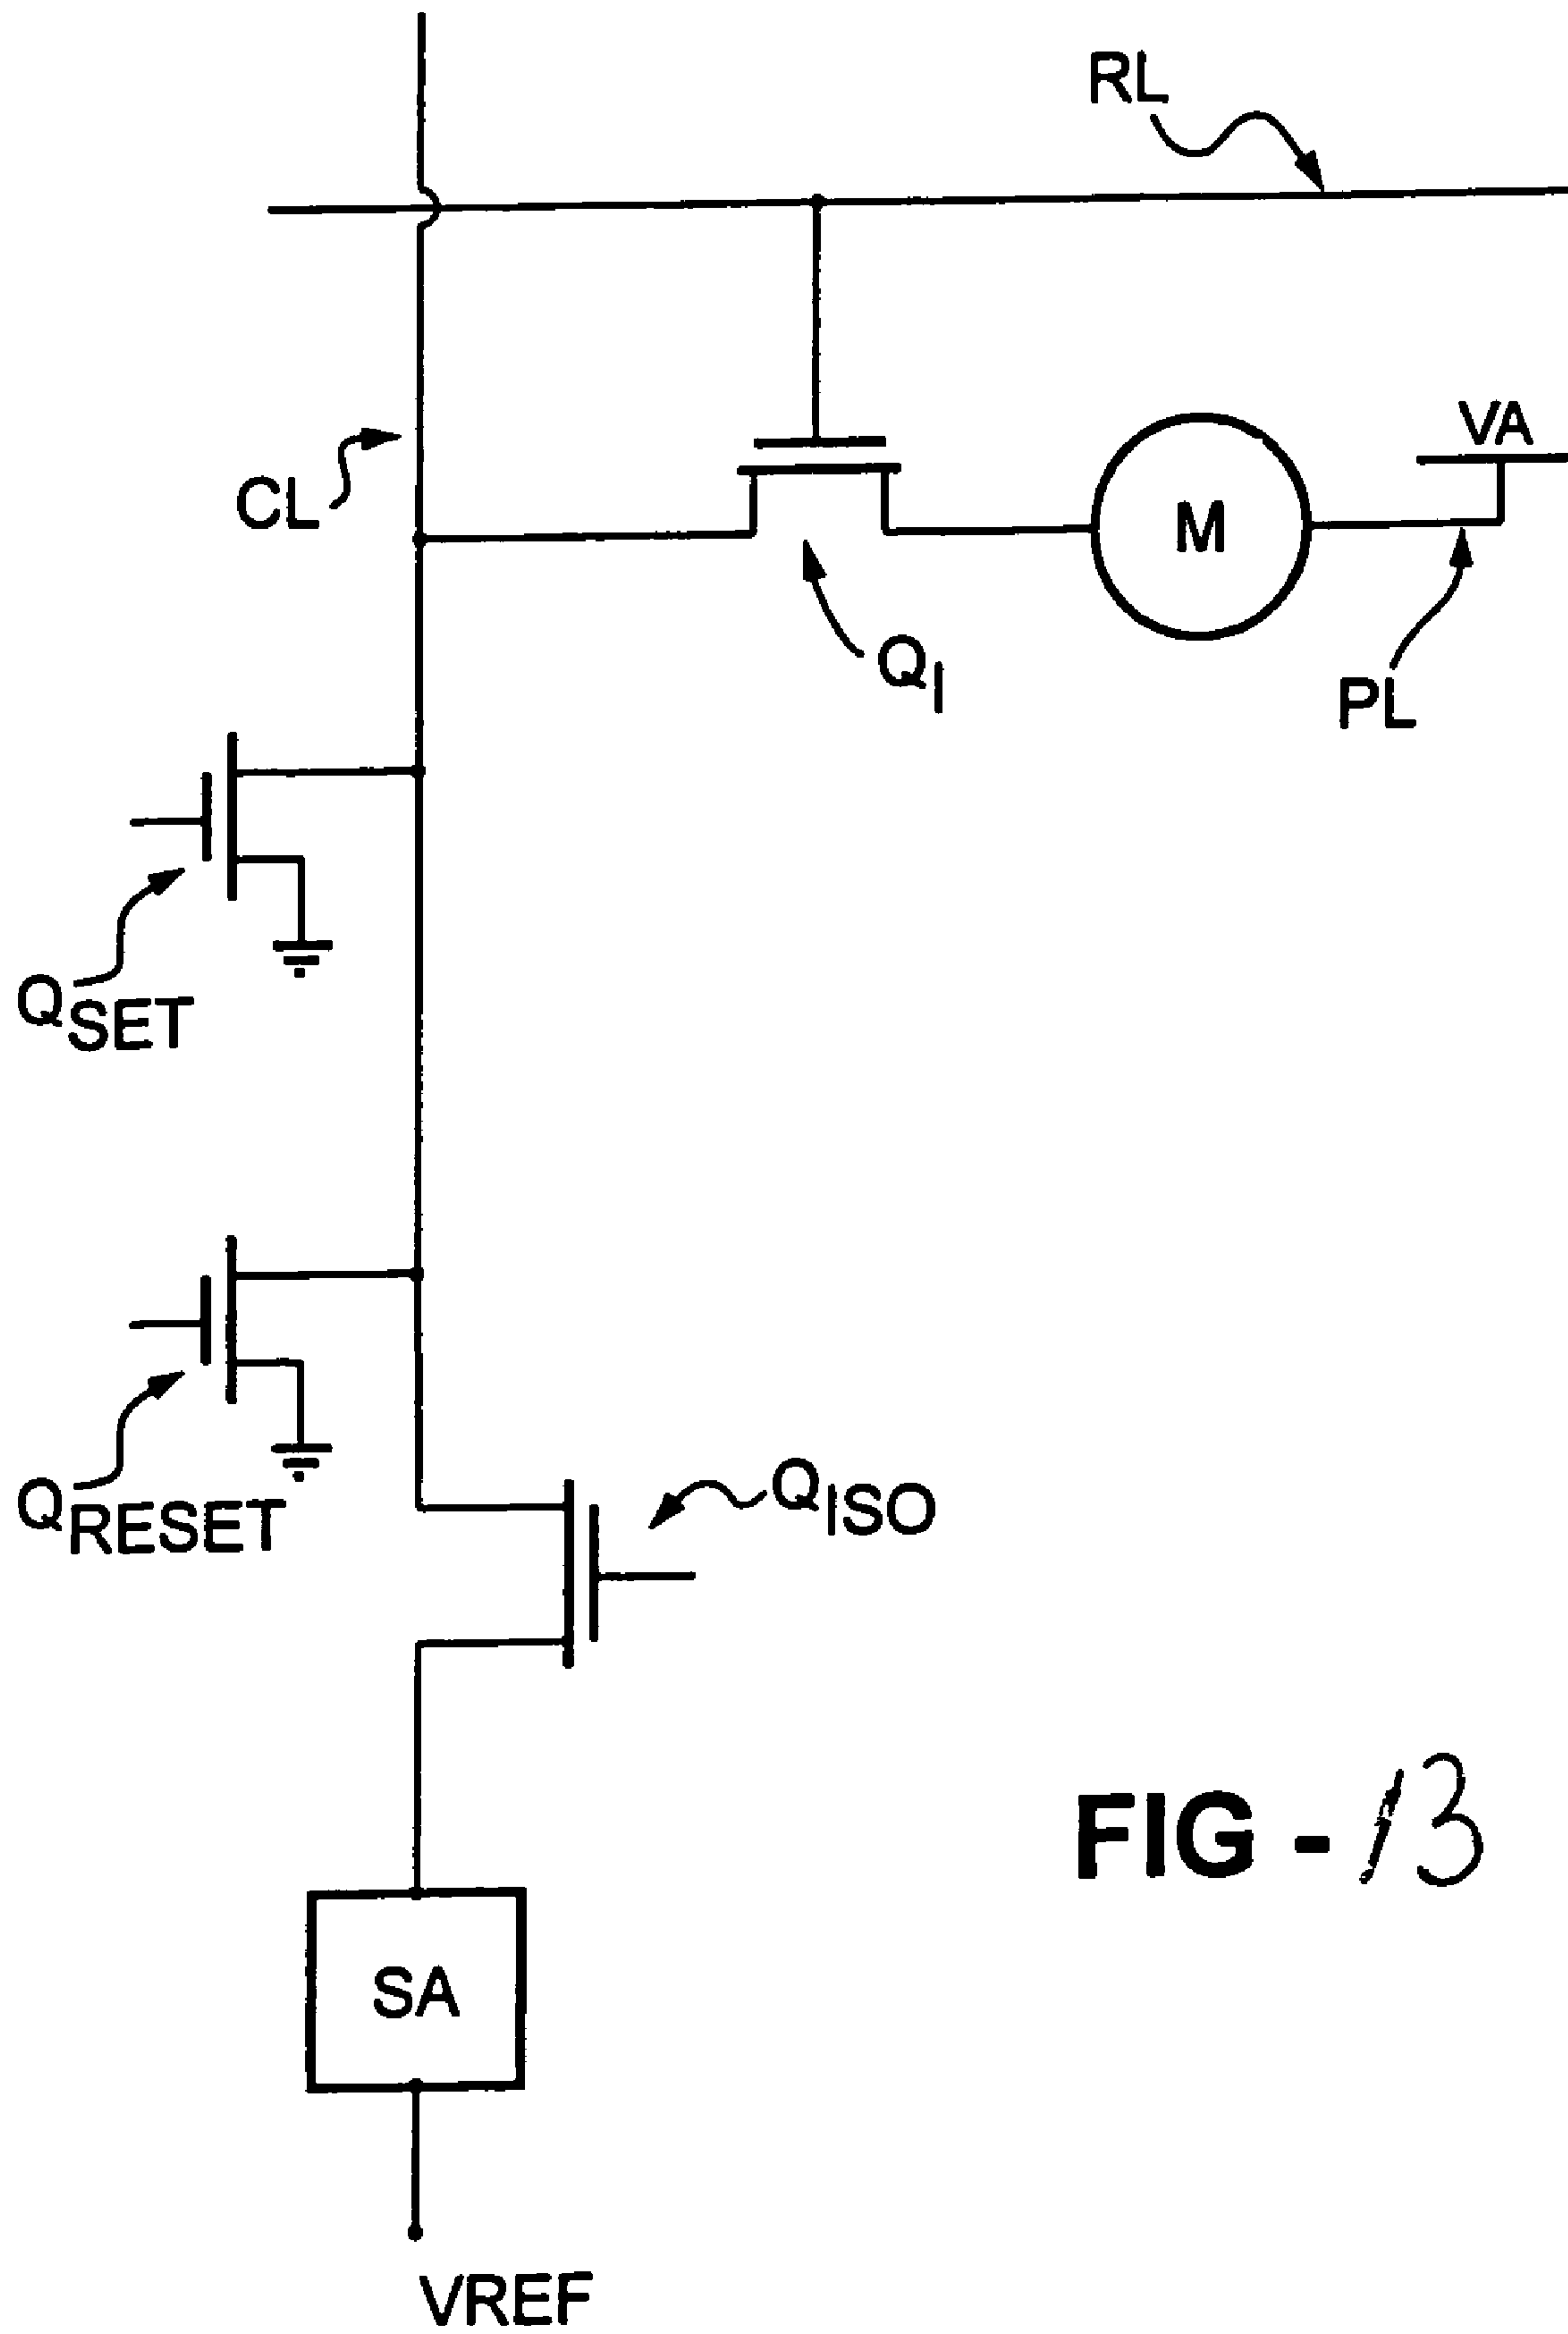 RL
VA
CL
M
QI
PL
QSET
QRESET
QISO
FIG - 13
SA
VREF